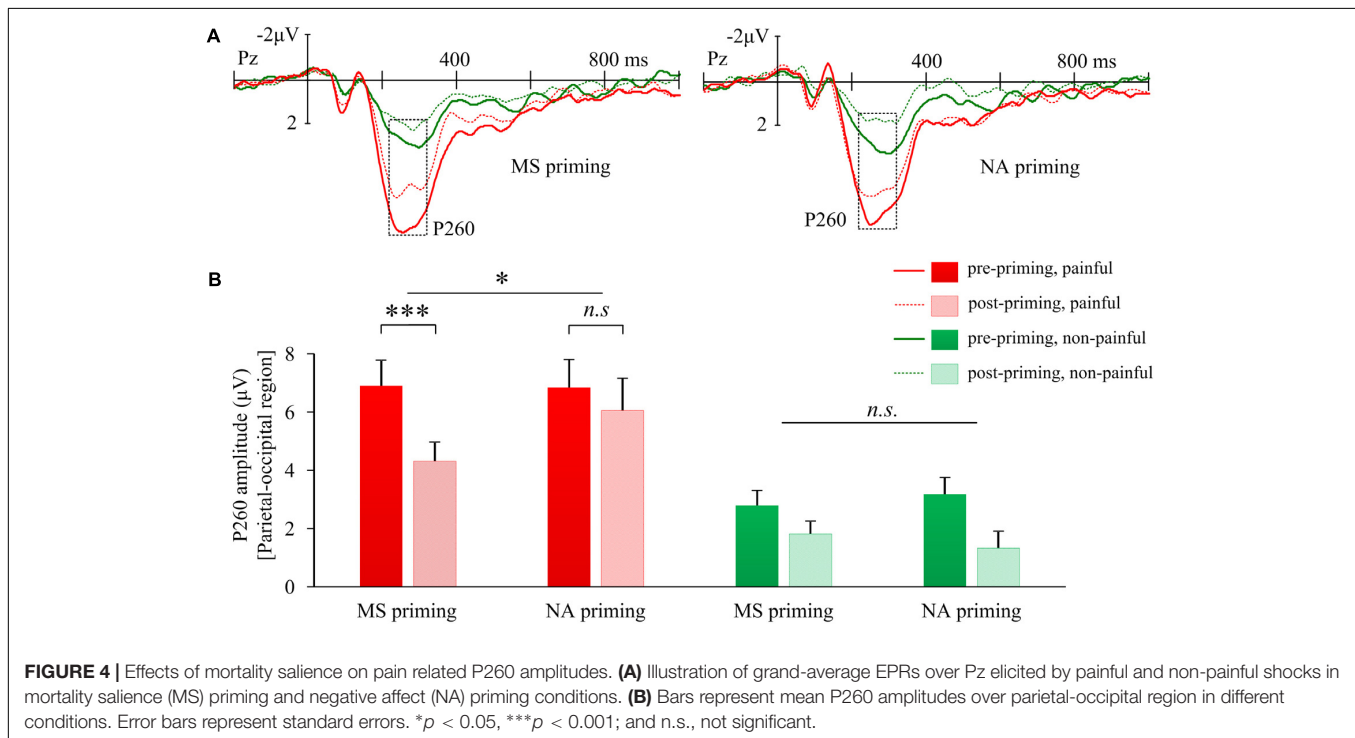 A
-2µV
Pz
400
800 ms
2
MS priming
P260
-2µV
Pz
400
800 ms
2
NA priming
P260
pre-priming, painful
post-priming, painful
pre-priming, non-painful
post-priming, non-painful
B
*
***
n.s
n.s.
P260 amplitude (µV)
[Parietal-occipital region]
8
6
4
2
0
MS priming
NA priming
MS priming
NA priming
FIGURE 4 | Effects of mortality salience on pain related P260 amplitudes. (A) Illustration of grand-average EPRs over Pz elicited by painful and non-painful shocks in
mortality salience (MS) priming and negative affect (NA) priming conditions. (B) Bars represent mean P260 amplitudes over parietal-occipital region in different
conditions. Error bars represent standard errors. *p < 0.05, ***p < 0.001; and n.s., not significant.